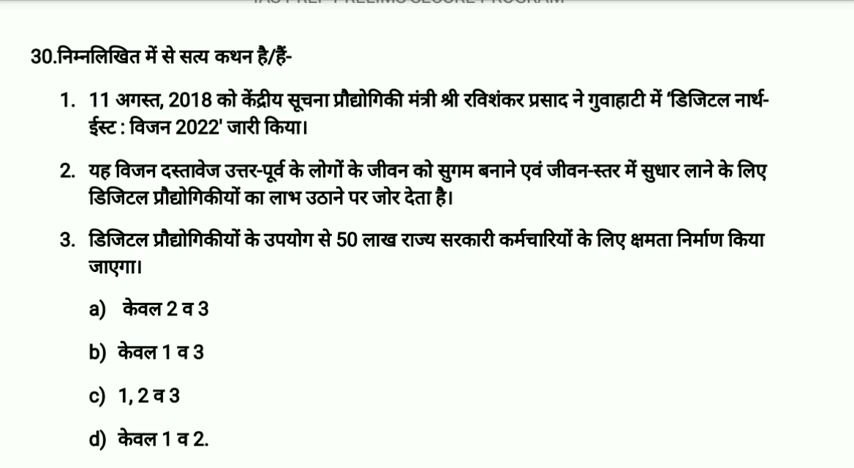 30.निम्नलिखित में से सत्य कथन है/हैं-
1. 11 अगस्त, 2018 को केंद्रीय सूचना प्रौद्योगिकी मंत्री श्री रविशंकर प्रसाद ने गुवाहाटी में 'डिजिटल नार्थ-
ईस्ट : विजन 2022' जारी किया।
2. यह विजन दस्तावेज उत्तर-पूर्व के लोगों के जीवन को सुगम बनाने एवं जीवन-स्तर में सुधार लाने के लिए
डिजिटल प्रौद्योगिकीयों का लाभ उठाने पर जोर देता है।
3. डिजिटल प्रौद्योगिकीयों के उपयोग से 50 लाख राज्य सरकारी कर्मचारियों के लिए क्षमता निर्माण किया
जाएगा।
a) केवल 2 व 3
b) केवल 1 व 3
c) 1, 2 व 3
d) केवल 1 व 2.